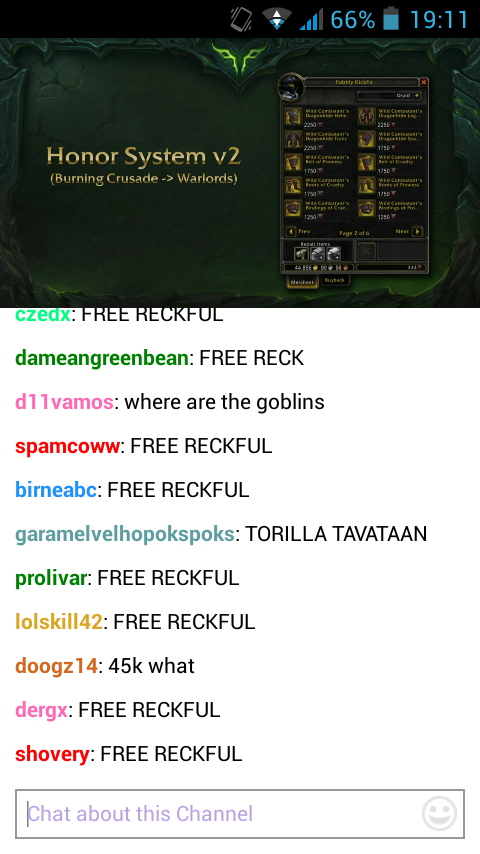 66% 19:11
Honor System v2
(Burning Crusade -> Warlords)
Fobbly Kickfix
Druid
Wild Combatant's
Dragonhide Helm
2250
Wild Combatant's
Dragonhide Leg...
2250
Wild Combatant's
Dragonhide Tunic
2250
Wild Combatant's
Dragonhide Spa...
1750
Wild Combatant's
Belt of Prowess
1750
Wild Combatant's
Belt of Cruelty
1750
Wild Combatant's
Boots of Cruelty
1750
Wild Combatant's
Boots of Prowess
1750
Wild Combatant's
Bindings of Crue...
1250
Wild Combatant's
Bindings of Pro...
1250
Prev Page 2 of 6 Next
Repair Items
Merchant Buyback
czedx: FREE RECKFUL
dameangreenbean: FREE RECK
d11vamos: where are the goblins
spamcoww: FREE RECKFUL
birneabc: FREE RECKFUL
garamelvelhopokspoks: TORILLA TAVATAAN
prolivar: FREE RECKFUL
lolskill42: FREE RECKFUL
doogz14: 45k what
dergx: FREE RECKFUL
shovery: FREE RECKFUL
Chat about this Channel